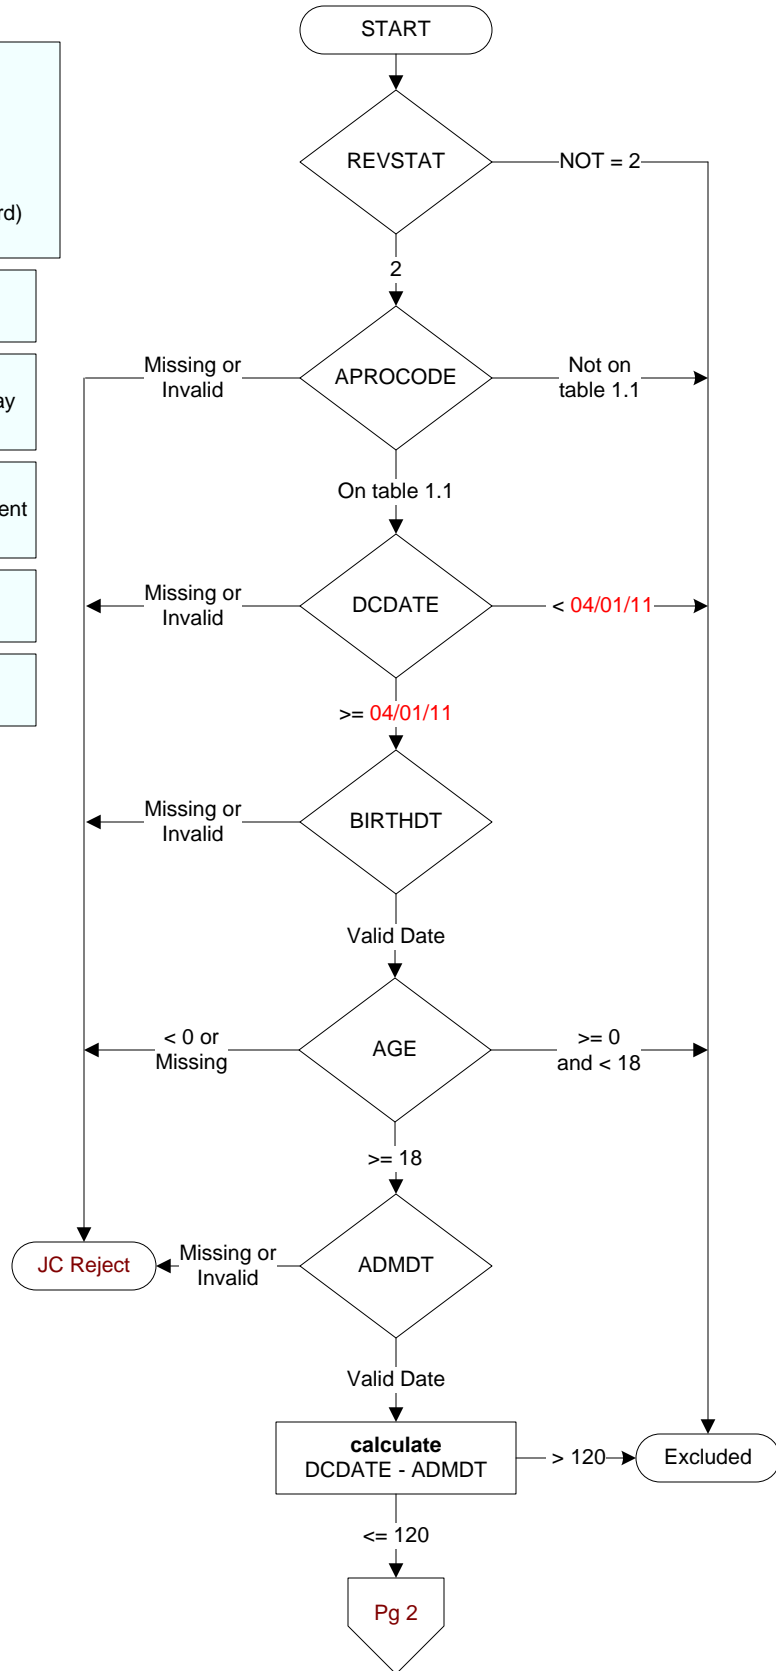 START
REVSTAT
NOT = 2
2
Missing or
Invalid
APROCODE
Not on
table 1.1
On table 1.1
Missing or
Invalid
DCDATE
< 04/01/11
>= 04/01/11
Missing or
Invalid
BIRTHDT
Valid Date
< 0 or
Missing
AGE
>= 0
and < 18
>= 18
JC Reject
Missing or
Invalid
ADMDT
Valid Date
calculate
DCDATE - ADMDT
> 120
Excluded
<= 120
Pg 2
rd)
ay
ent